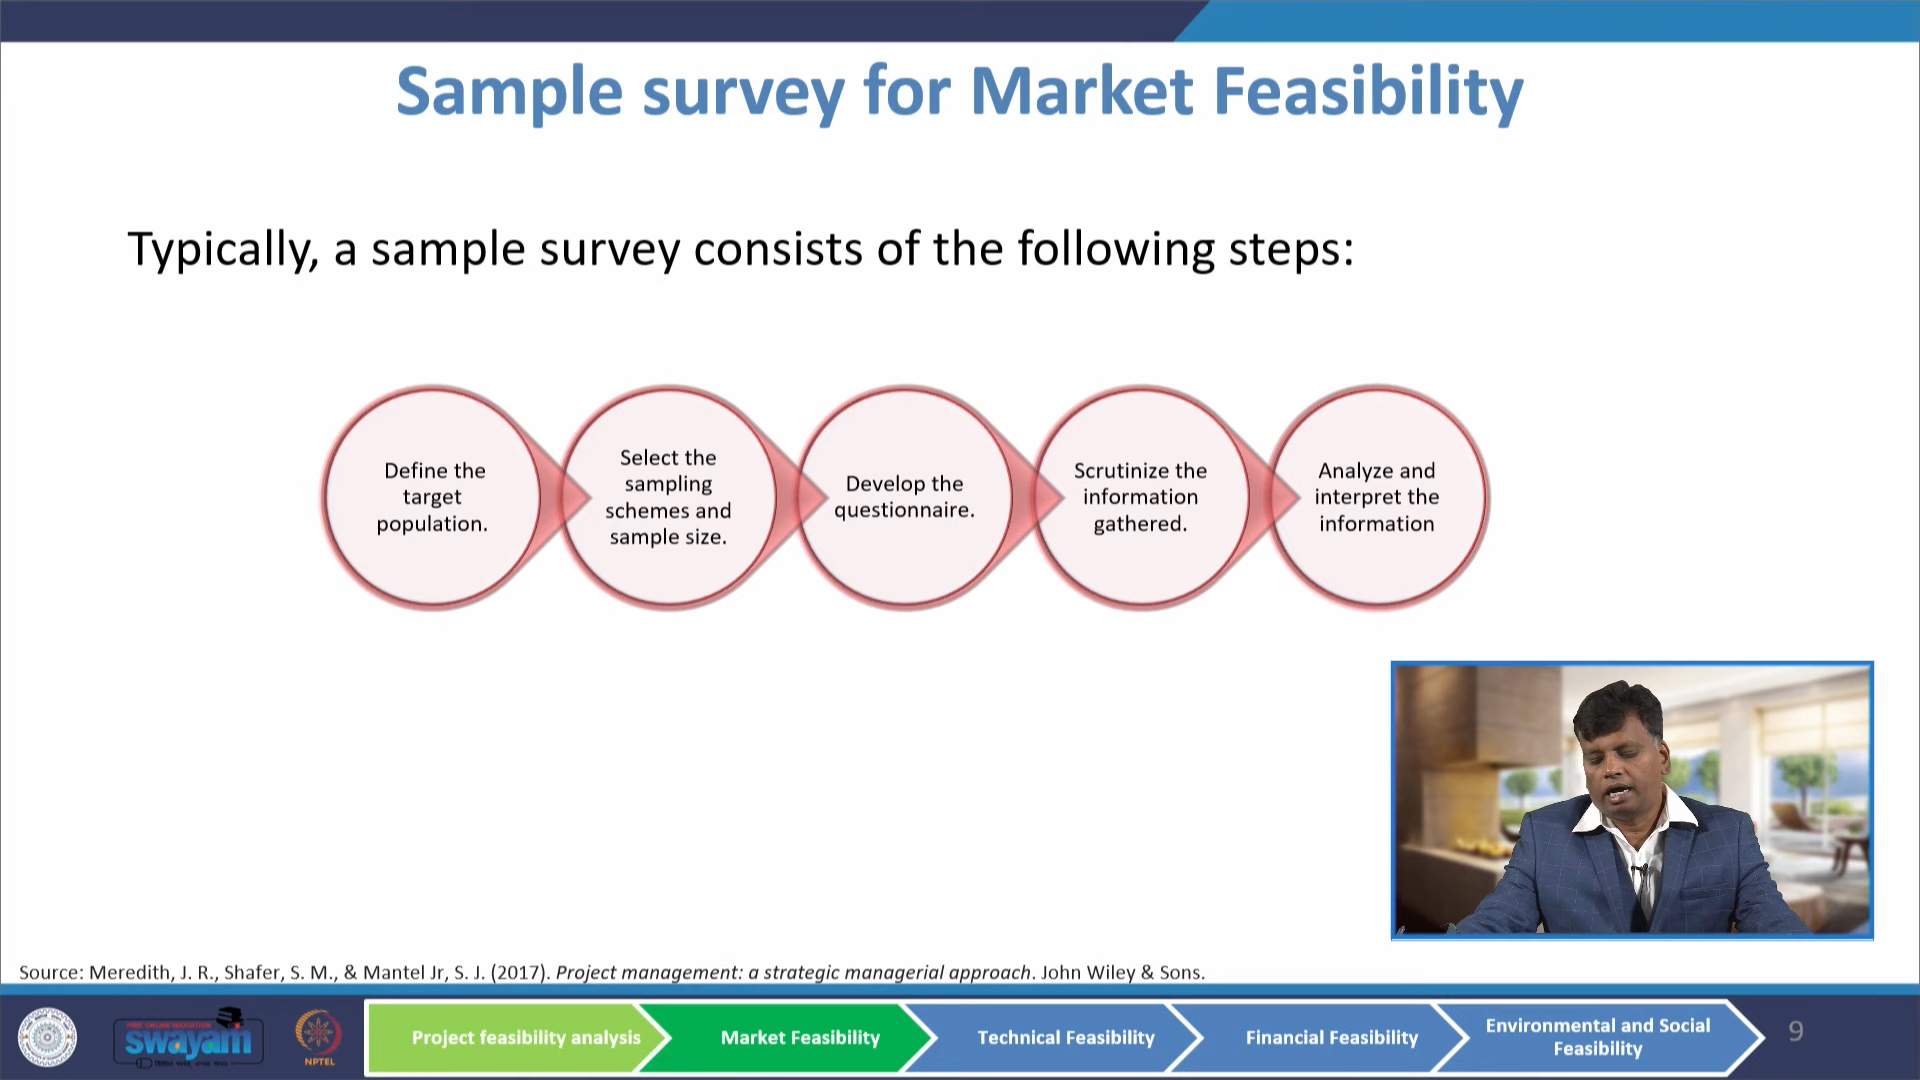 Sample survey for Market Feasibility
Typically, a sample survey consists of the following steps:
Define the
target
population.
Select the
sampling
schemes and
sample size.
Develop the
questionnaire.
Scrutinize the
information
gathered.
Analyze and
interpret the
information
Source: Meredith, J. R., Shafer, S. M., & Mantel Jr, S. J. (2017). Project management: a strategic managerial approach. John Wiley & Sons.
FREE ONLINE EDUCATION
swayam
NPTEL
Project feasibility analysis
Market Feasibility
Technical Feasibility
Financial Feasibility
Environmental and Social
Feasibility
9